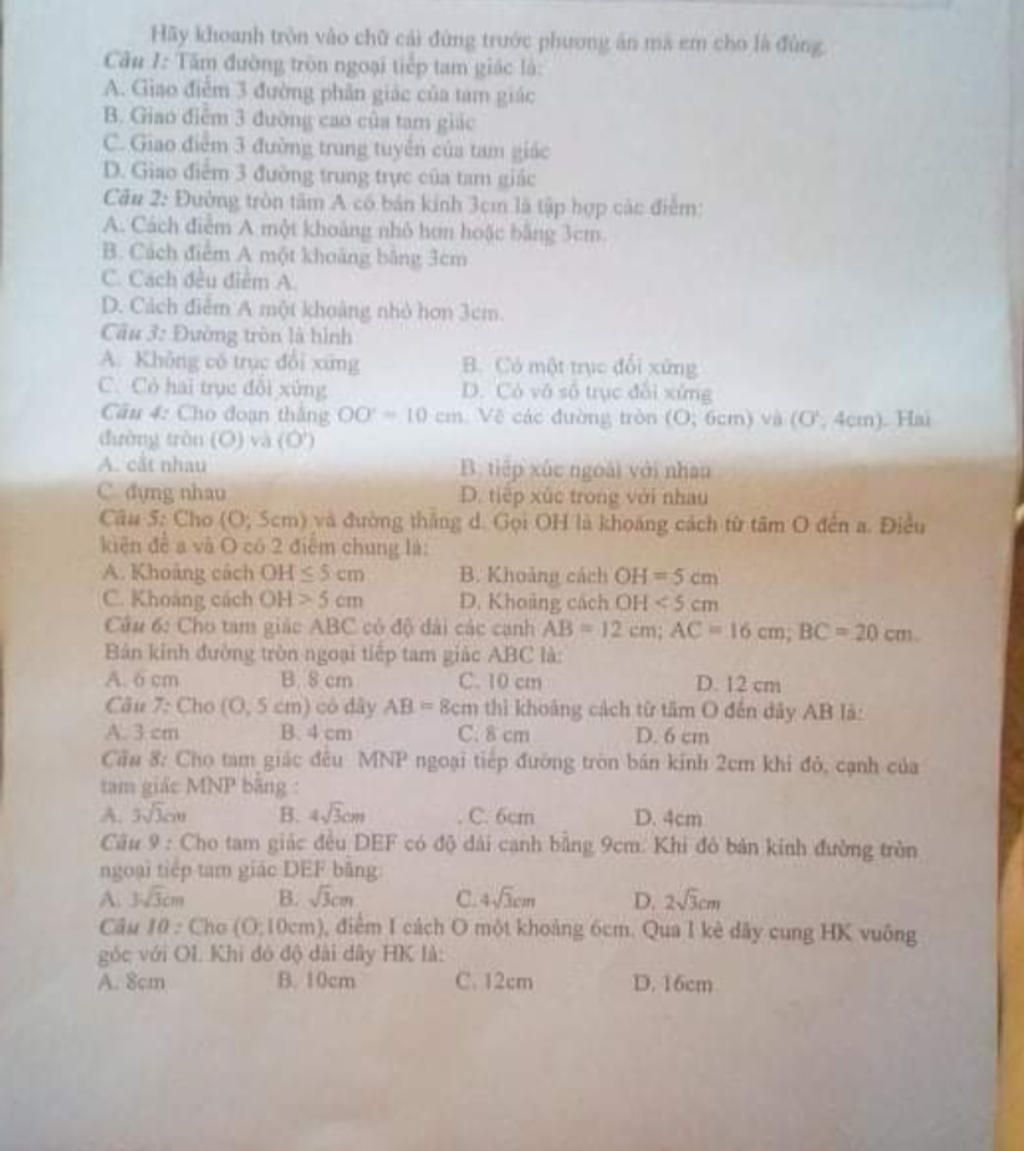 Hãy khoanh tròn vào chữ cái đứng trước phương án mà em cho là đúng.
Câu 1: Tâm đường tròn ngoại tiếp tam giác là:
A. Giao điểm 3 đường phân giác của tam giác
B. Giao điểm 3 đường cao của tam giác
C. Giao điểm 3 đường trung tuyến của tam giác
D. Giao điểm 3 đường trung trực của tam giác
Câu 2: Đường tròn tâm A có bán kính 3cm là tập hợp các điểm:
A. Cách điểm A một khoảng nhỏ hơn hoặc bằng 3cm.
B. Cách điểm A một khoảng bằng 3cm
C. Cách đều điểm A.
D. Cách điểm A một khoảng nhỏ hơn 3cm.
Câu 3: Đường tròn là hình
A. Không có trục đối xứng B. Có một trục đối xứng
C. Có hai trục đối xứng D. Có vô số trục đối xứng
Câu 4: Cho đoạn thẳng OO' = 10 cm. Vẽ các đường tròn (O; 6cm) và (O'; 4cm). Hai
đường tròn (O) và (O')
A. cắt nhau B. tiếp xúc ngoài với nhau
C. đựng nhau D. tiếp xúc trong với nhau
Câu 5: Cho (O; 5cm) và đường thẳng d. Gọi OH là khoảng cách từ tâm O đến a. Điều
kiện để a và O có 2 điểm chung là:
A. Khoảng cách OH ≤ 5 cm B. Khoảng cách OH = 5 cm
C. Khoảng cách OH > 5 cm D. Khoảng cách OH < 5 cm
Câu 6: Cho tam giác ABC có độ dài các cạnh AB = 12 cm; AC = 16 cm; BC = 20 cm.
Bán kính đường tròn ngoại tiếp tam giác ABC là:
A. 6 cm B. 8 cm C. 10 cm D. 12 cm
Câu 7: Cho (O, 5 cm) có dây AB = 8cm thì khoảng cách từ tâm O đến dây AB là:
A. 3 cm B. 4 cm C. 8 cm D. 6 cm
Câu 8: Cho tam giác đều MNP ngoại tiếp đường tròn bán kính 2cm khi đó, cạnh của
tam giác MNP bằng :
A. 3√3cm B. 4√3cm . C. 6cm D. 4cm
Câu 9 : Cho tam giác đều DEF có độ dài cạnh bằng 9cm. Khi đó bán kính đường tròn
ngoại tiếp tam giác DEF bằng:
A. 3√3cm B. √3cm C. 4√3cm D. 2√3cm
Câu 10 : Cho (O;10cm), điểm I cách O một khoảng 6cm. Qua I kẻ dây cung HK vuông
góc với OI. Khi đó độ dài dây HK là:
A. 8cm B. 10cm C. 12cm D. 16cm